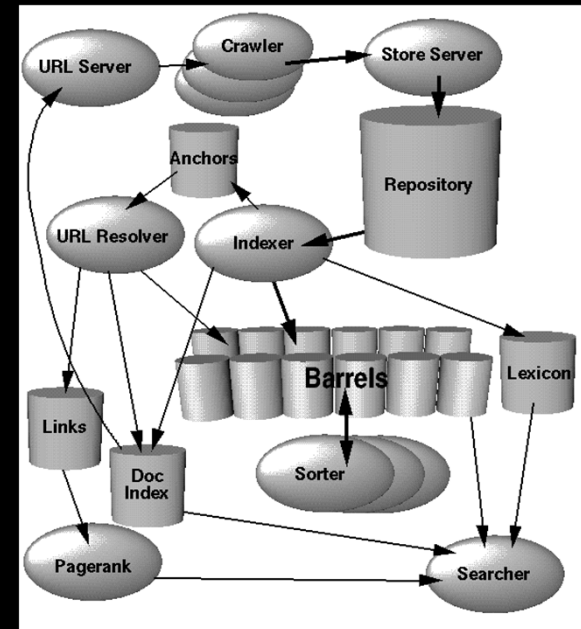 Crawler
URL Server
Store Server
Anchors
Repository
URL Resolver
Indexer
Barrels
Lexicon
Links
Doc
Index
Sorter
Pagerank
Searcher